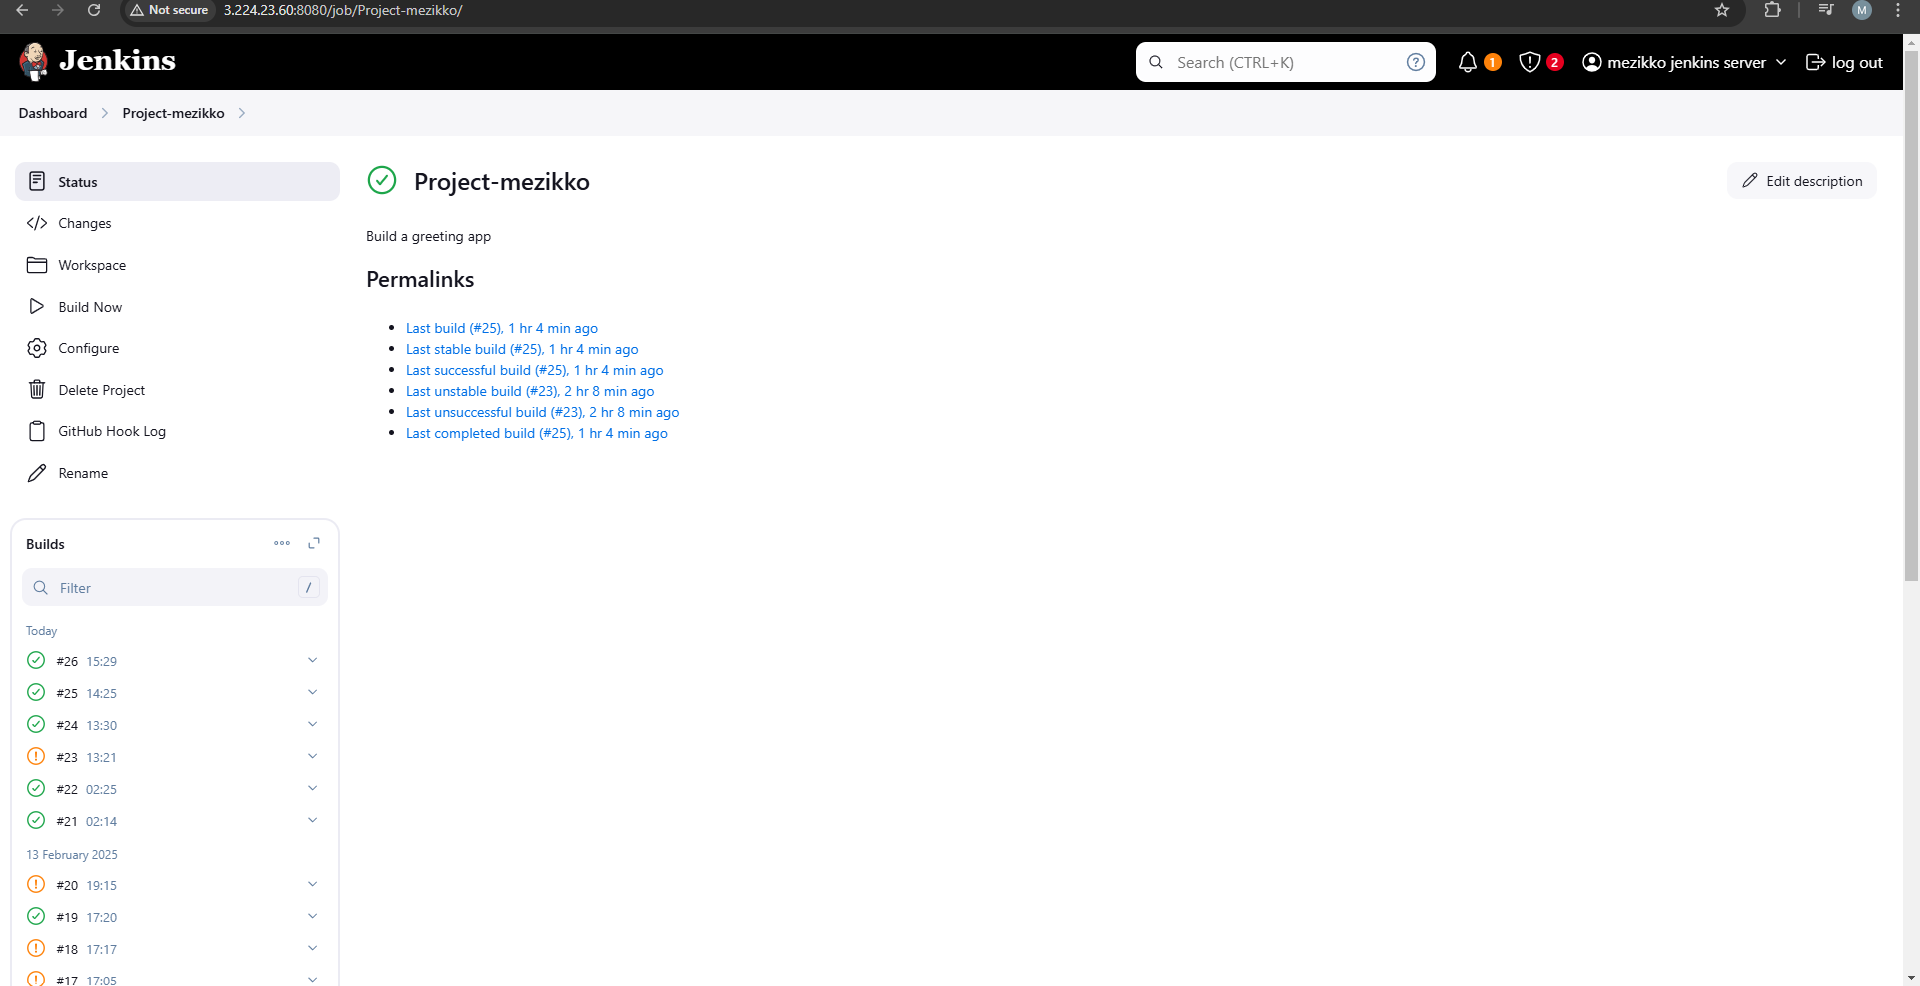 Not secure 3.224.23.60:8080/job/Project-mezikko/ M
Jenkins Search (CTRL+K) ? 1 2 mezikko jenkins server log out
Dashboard Project-mezikko
Status
Changes
Workspace
Build Now
Configure
Delete Project
GitHub Hook Log
Rename
Project-mezikko
Edit description
Build a greeting app
Permalinks
Last build (#25), 1 hr 4 min ago
Last stable build (#25), 1 hr 4 min ago
Last successful build (#25), 1 hr 4 min ago
Last unstable build (#23), 2 hr 8 min ago
Last unsuccessful build (#23), 2 hr 8 min ago
Last completed build (#25), 1 hr 4 min ago
Builds
Filter /
Today
#26 15:29
#25 14:25
#24 13:30
#23 13:21
#22 02:25
#21 02:14
13 February 2025
#20 19:15
#19 17:20
#18 17:17
#17 17:05